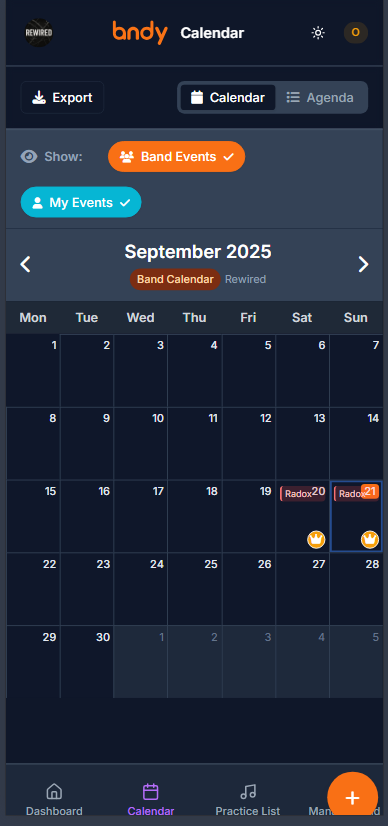 REWIRED
bndy Calendar O
Export Calendar Agenda
Show: Band Events
My Events
September 2025
Band Calendar Rewired
Mon Tue Wed Thu Fri Sat Sun
1 2 3 4 5 6 7
8 9 10 11 12 13 14
15 16 17 18 19 Radox 20 Radox 21
22 23 24 25 26 27 28
29 30 1 2 3 4 5
+
Dashboard Calendar Practice List